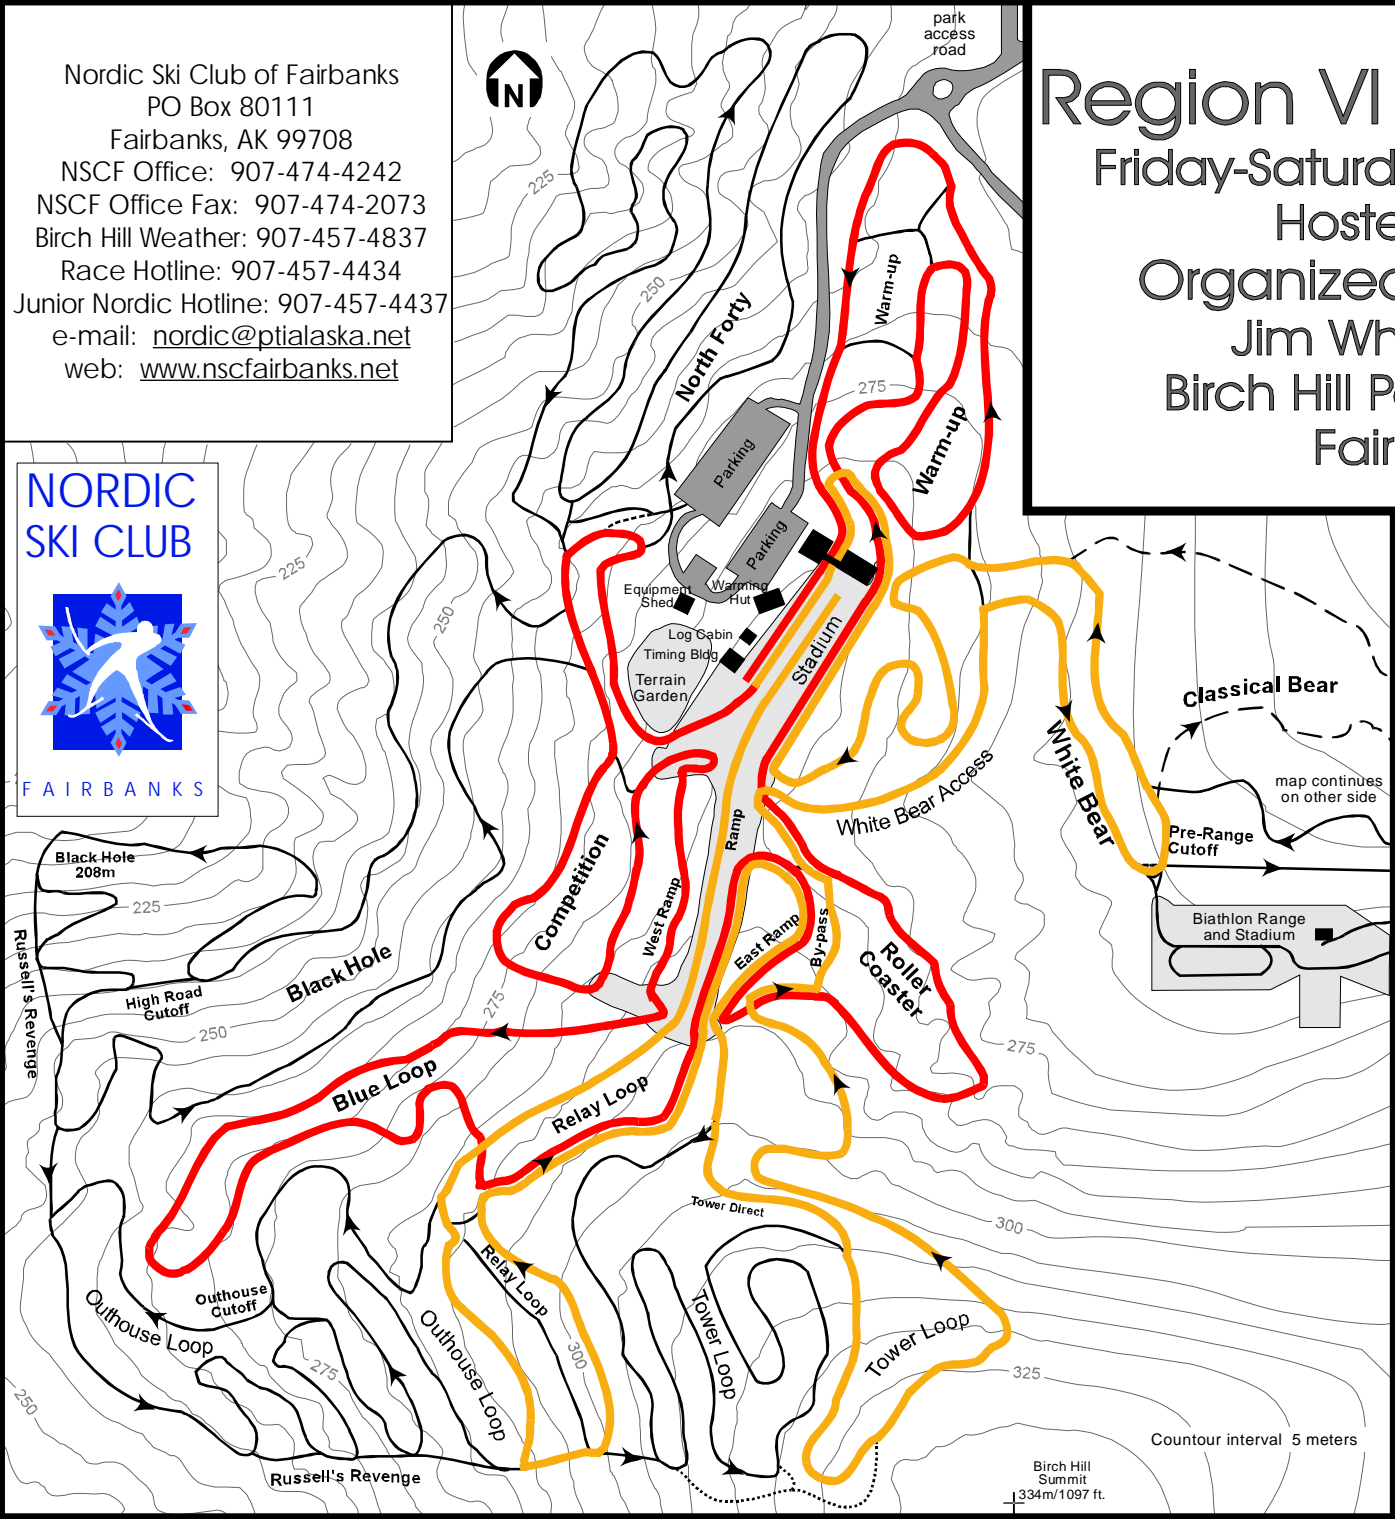 Nordic Ski Club of Fairbanks
PO Box 80111
Fairbanks, AK 99708
NSCF Office: 907-474-4242
NSCF Office Fax: 907-474-2073
Birch Hill Weather: 907-457-4837
Race Hotline: 907-457-4434
Junior Nordic Hotline: 907-457-4437
e-mail: nordic@ptialaska.net
web: www.nscfairbanks.net
N
park
access
road
Region VI
Friday-Saturd
Hoste
Organized
Jim Wh
Birch Hill P
Fair
NORDIC
SKI CLUB
FAIRBANKS
225
250
North Forty
Warm-up
275
Warm-up
Parking
Parking
225
250
Equipment
Shed
Warming
Hut
Log Cabin
Timing Bldg
Terrain
Garden
Stadium
Classical Bear
White Bear
map continues
on other side
White Bear Access
Pre-Range
Cutoff
Ramp
Black Hole
208m
225
Competition
West Ramp
East Ramp
By-pass
Roller
Coaster
Biathlon Range
and Stadium
Russell's Revenge
Black Hole
High Road
Cutoff
250
275
275
Blue Loop
Relay Loop
Tower Direct
300
Relay Loop
Outhouse
Cutoff
Outhouse Loop
Outhouse Loop
275
300
Tower Loop
Tower Loop
325
250
Russell's Revenge
Countour interval 5 meters
Birch Hill
Summit
334m/1097 ft.